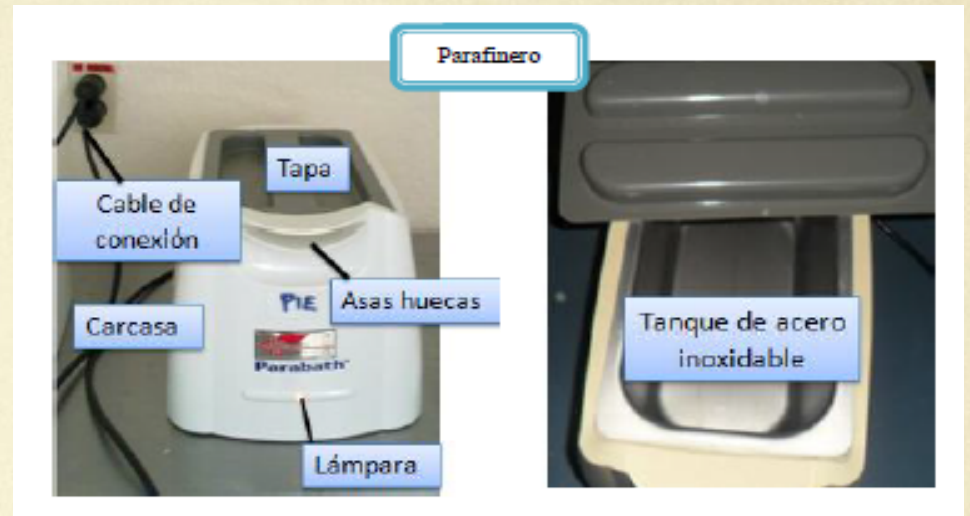 Parafinero
Tapa
Cable de
conexión
Asas huecas
PIE
Carcasa
Parabath
Tanque de acero
inoxidable
Lámpara